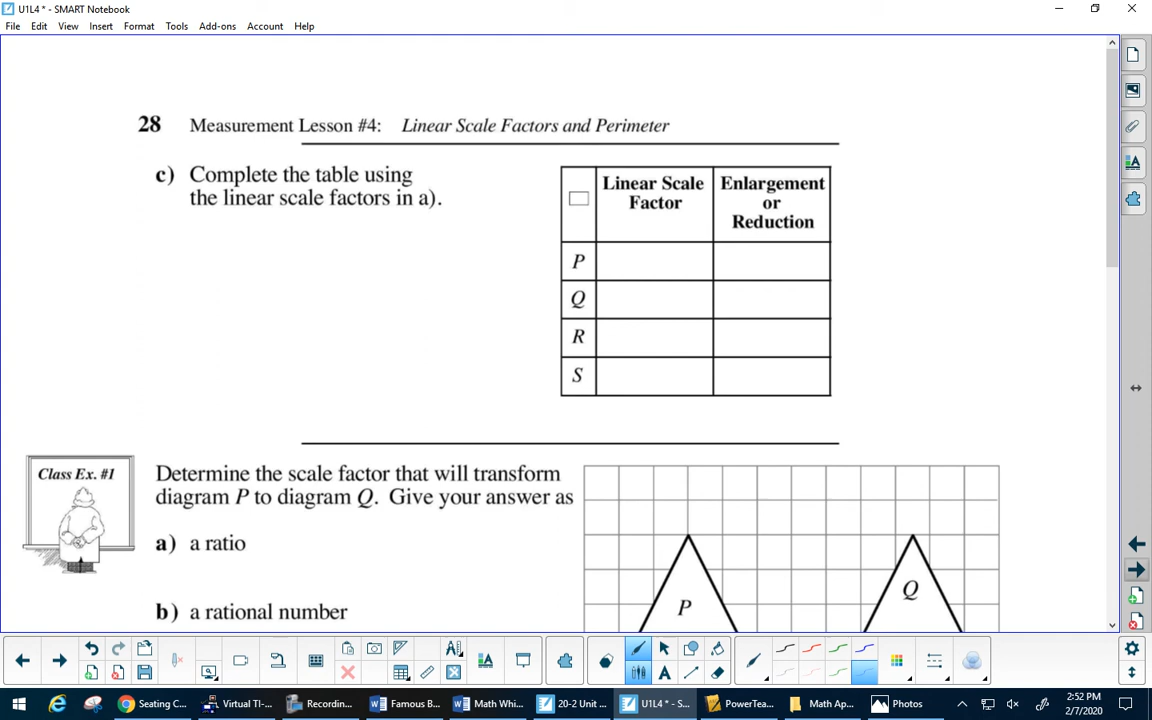 U1L4 * - SMART Notebook
File Edit View Insert Format Tools Add-ons Account Help
28 Measurement Lesson #4: Linear Scale Factors and Perimeter
c) Complete the table using
the linear scale factors in a).
Linear Scale
Factor
Enlargement
or
Reduction
P
Q
R
S
Class Ex. #1
Determine the scale factor that will transform
diagram P to diagram Q. Give your answer as
a) a ratio
b) a rational number
P
Q
Seating C... Virtual TI-... Recordin... Famous B... Math Whi... 20-2 Unit ... U1L4 * - S... PowerTea... Math Ap... Photos
2:52 PM
2/7/2020